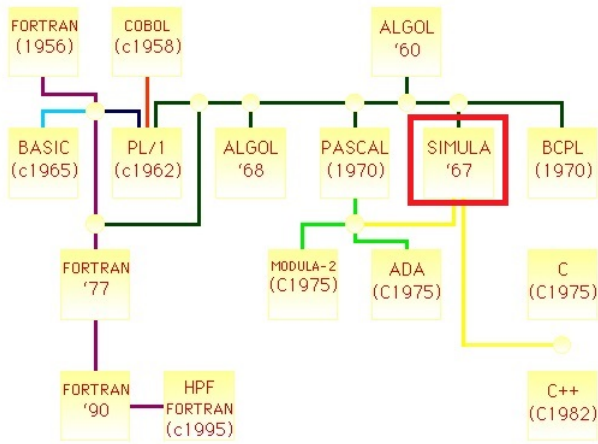 FORTRAN
(1956)
COBOL
(c1958)
ALGOL
‘60
BASIC
(c1965)
PL/1
(c1962)
ALGOL
‘68
PASCAL
(1970)
SIMULA
‘67
BCPL
(1970)
FORTRAN
‘77
MODULA-2
(C1975)
ADA
(C1975)
C
(C1975)
FORTRAN
‘90
HPF
FORTRAN
(c1995)
C++
(C1982)